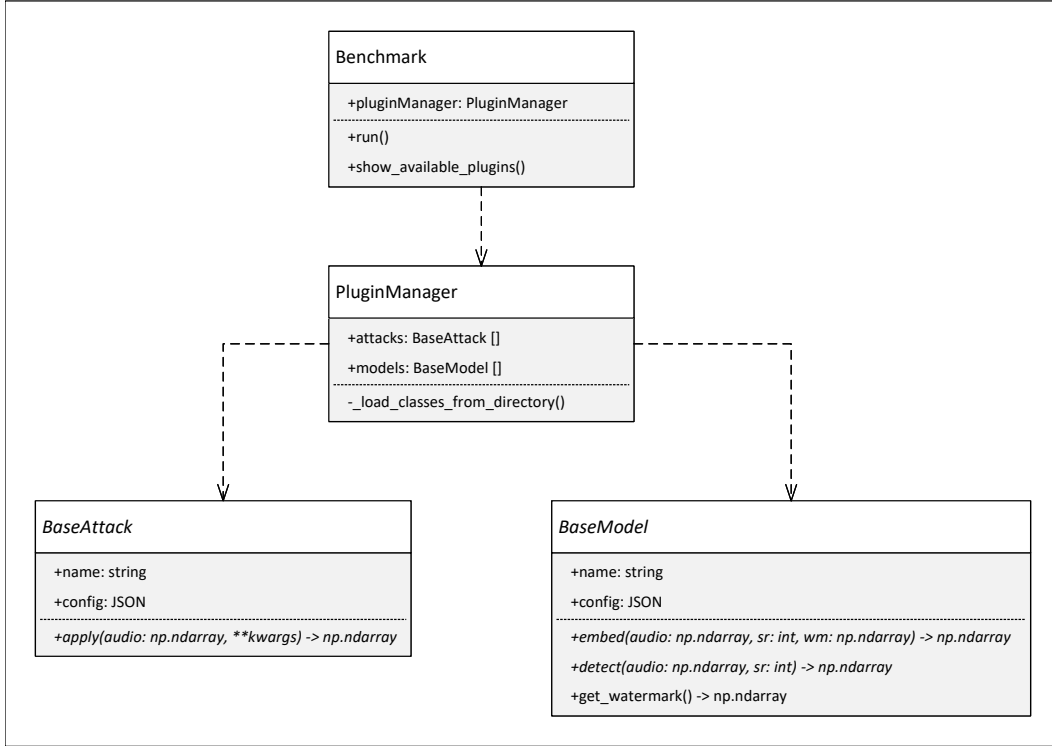 Benchmark
+pluginManager: PluginManager
+run()
+show_available_plugins()
PluginManager
+attacks: BaseAttack []
+models: BaseModel []
-_load_classes_from_directory()
BaseAttack
+name: string
+config: JSON
+apply(audio: np.ndarray, **kwargs) -> np.ndarray
BaseModel
+name: string
+config: JSON
+embed(audio: np.ndarray, sr: int, wm: np.ndarray) -> np.ndarray
+detect(audio: np.ndarray, sr: int) -> np.ndarray
+get_watermark() -> np.ndarray